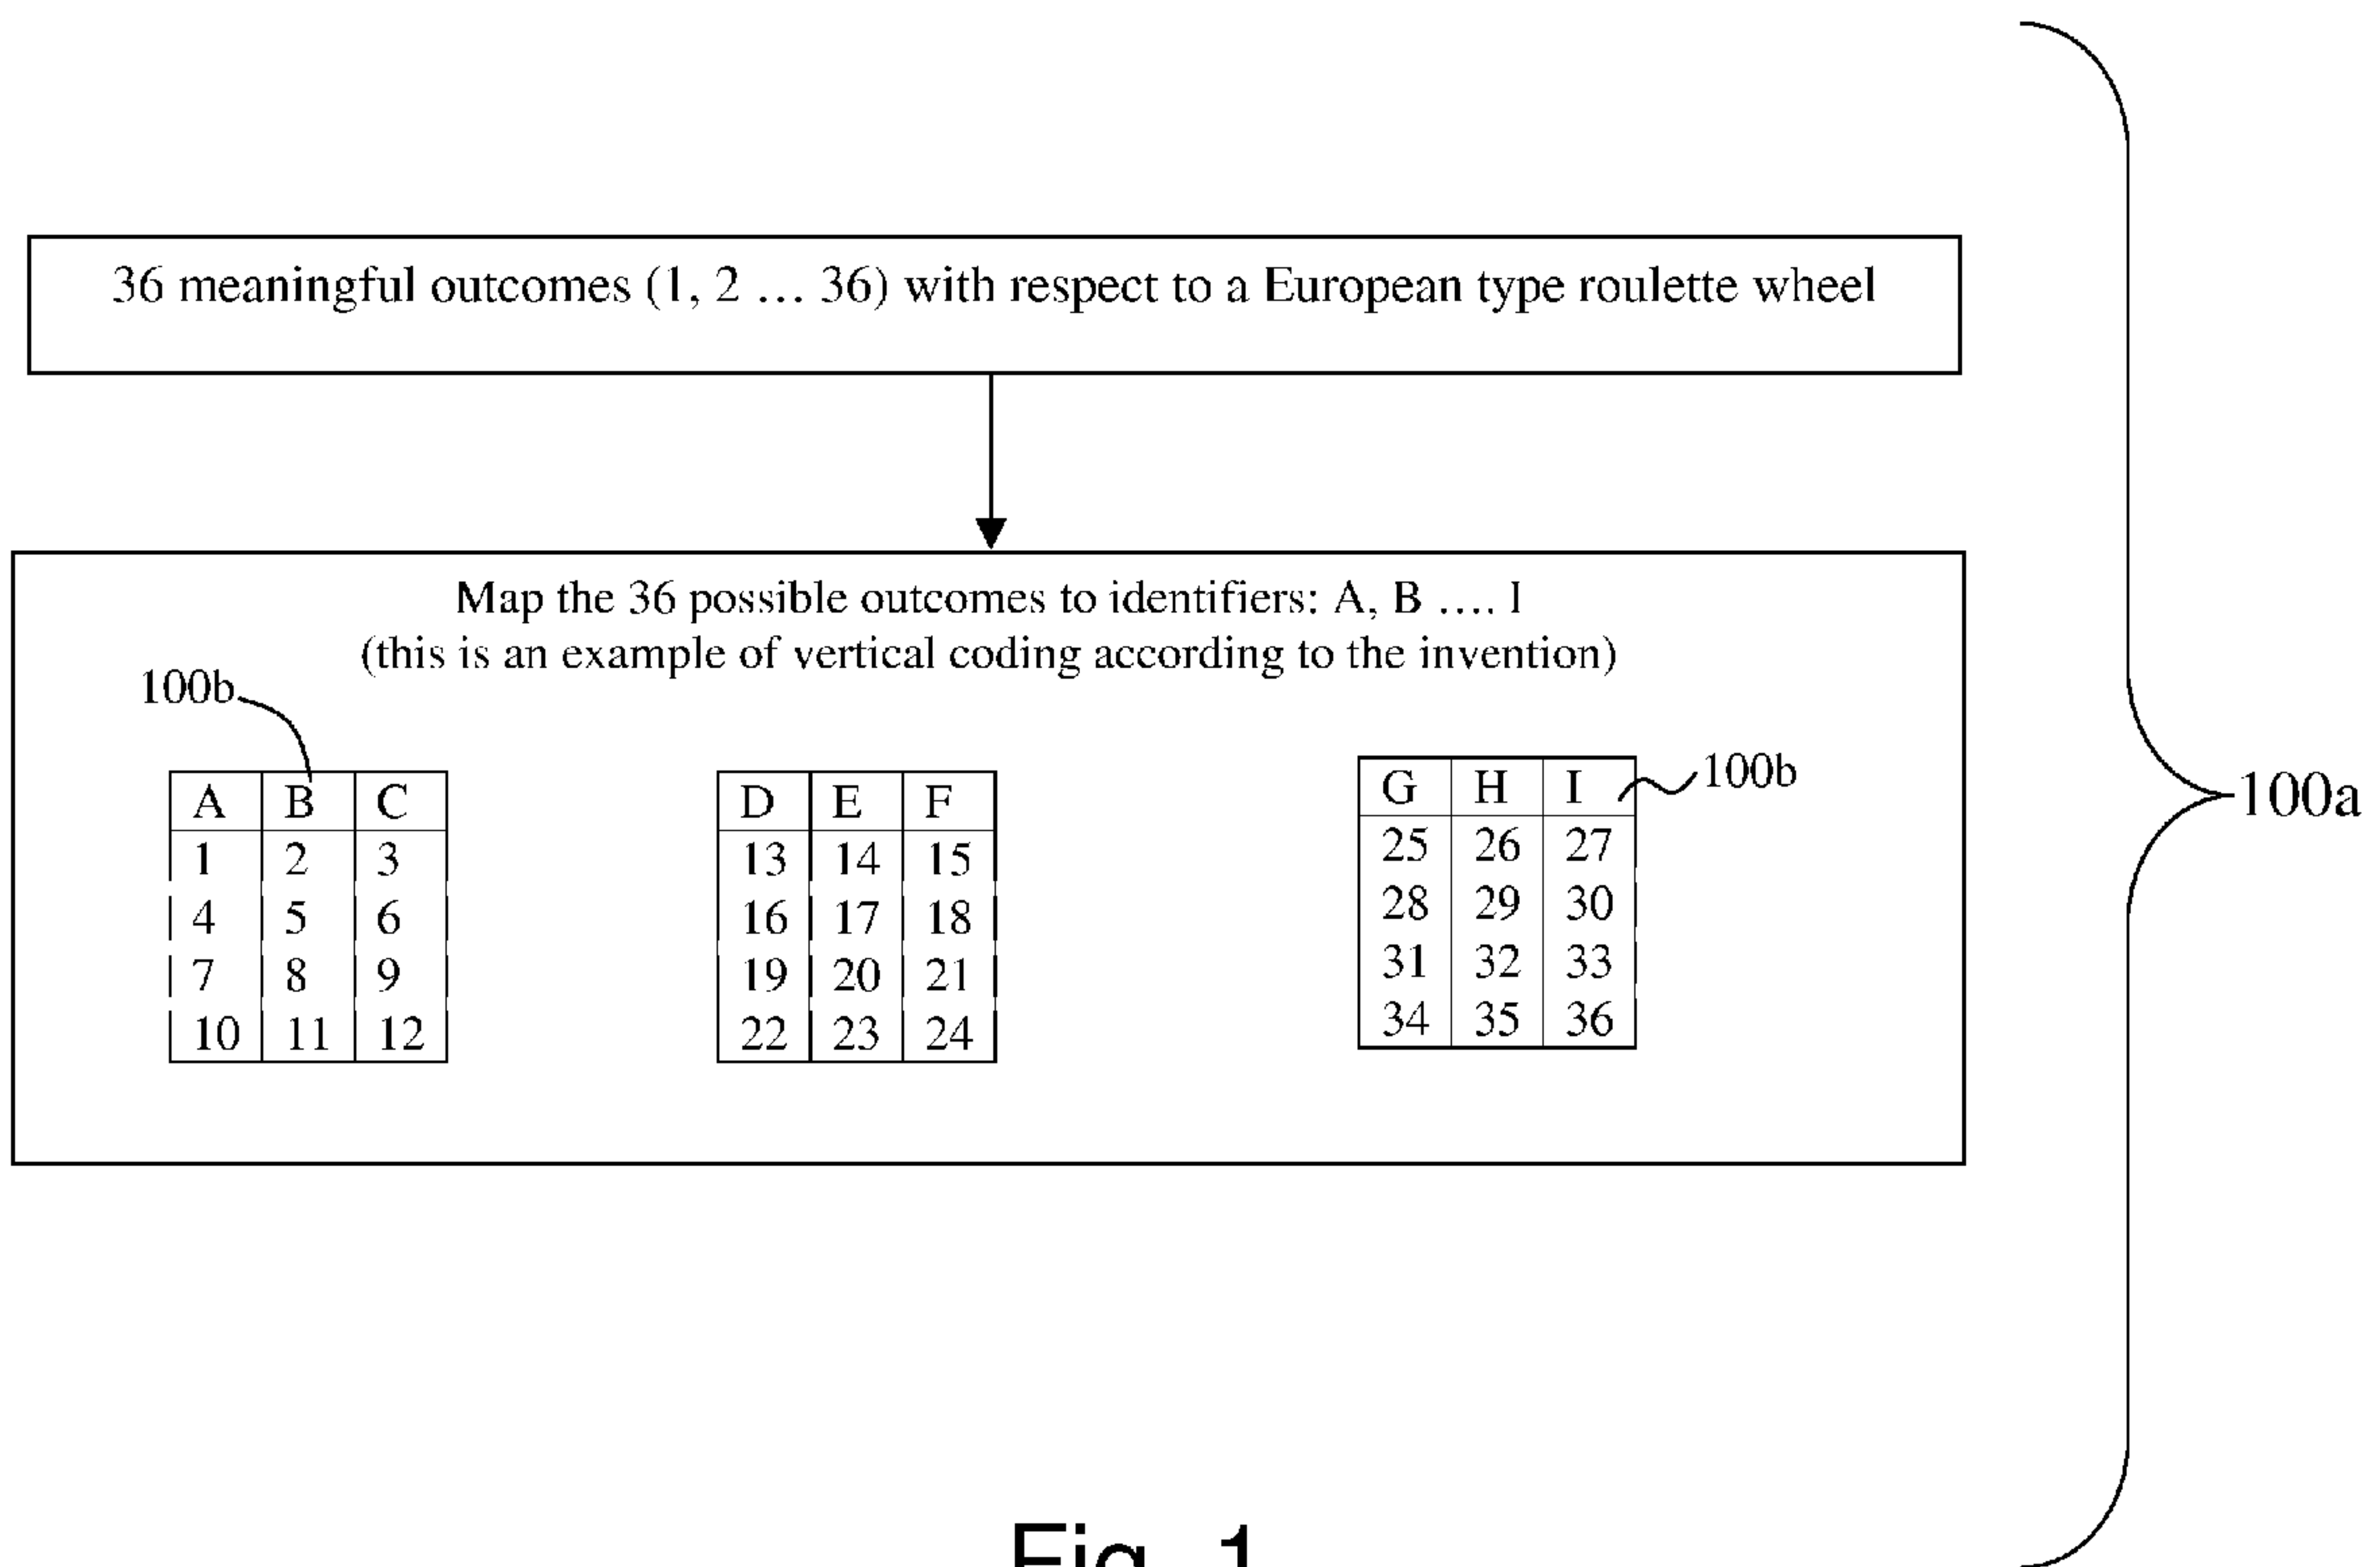 36 meaningful outcomes (1, 2 ... 36) with respect to a European type roulette wheel
Map the 36 possible outcomes to identifiers: A, B .... I
(this is an example of vertical coding according to the invention)
100b
100b
100a
A B C
1 2 3
4 5 6
7 8 9
10 11 12
D E F
13 14 15
16 17 18
19 20 21
22 23 24
G H I
25 26 27
28 29 30
31 32 33
34 35 36
Fig. 1